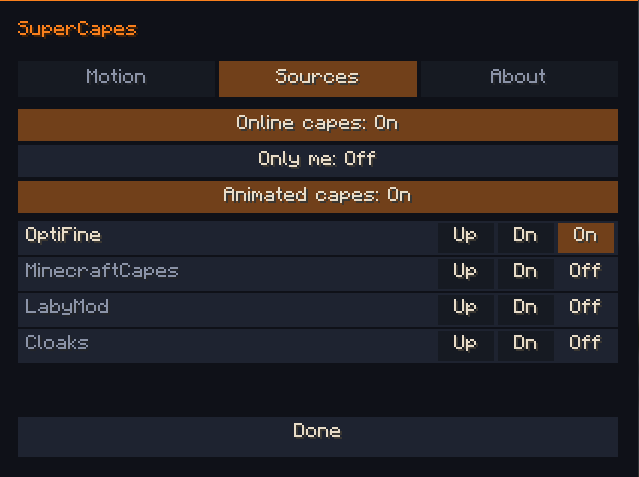 SuperCapes
Motion Sources About
Online capes: On
Only me: Off
Animated capes: On
OptiFine Up Dn On
MinecraftCapes Up Dn Off
LabyMod Up Dn Off
Cloaks Up Dn Off
Done